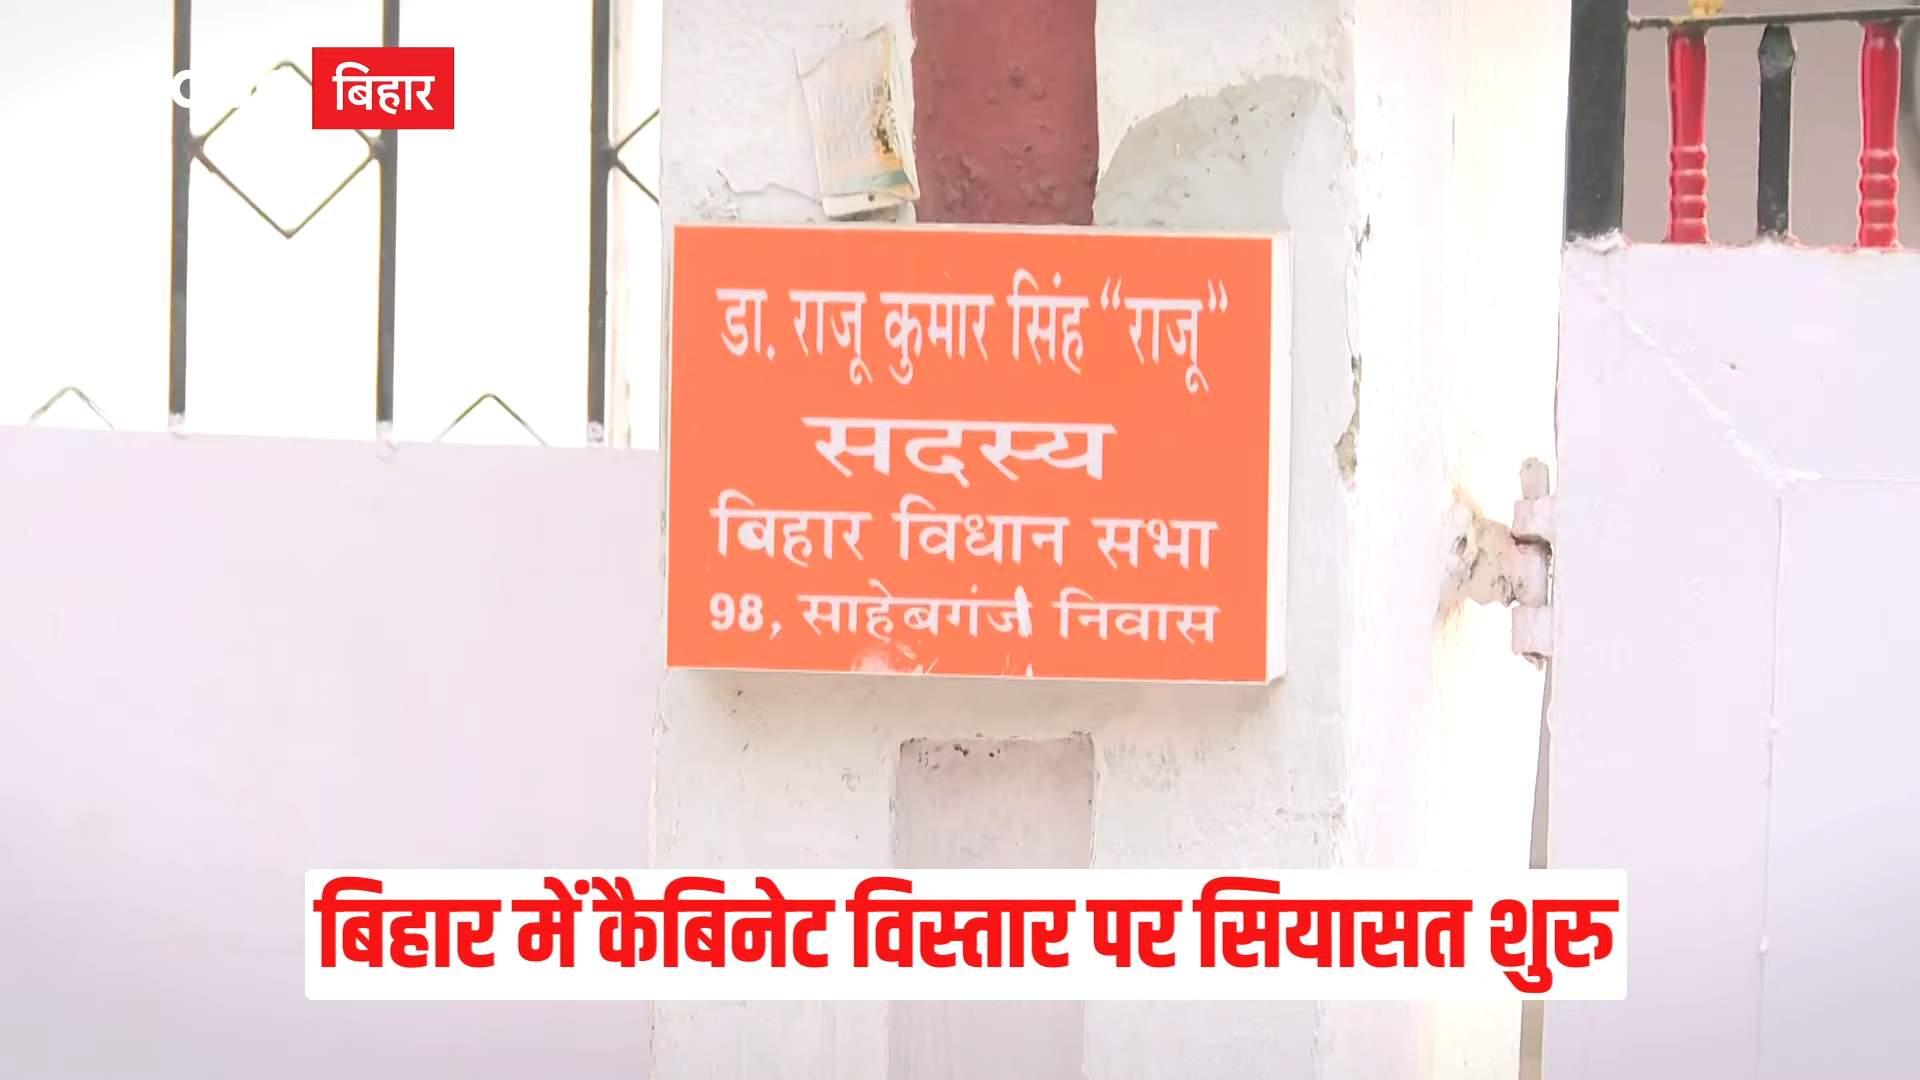 बिहार
डा. राजू कुमार सिंह “राजू”
सदस्य
बिहार विधान सभा
98, साहेबगंज निवास
बिहार में कैबिनेट विस्तार पर सियासत शुरु